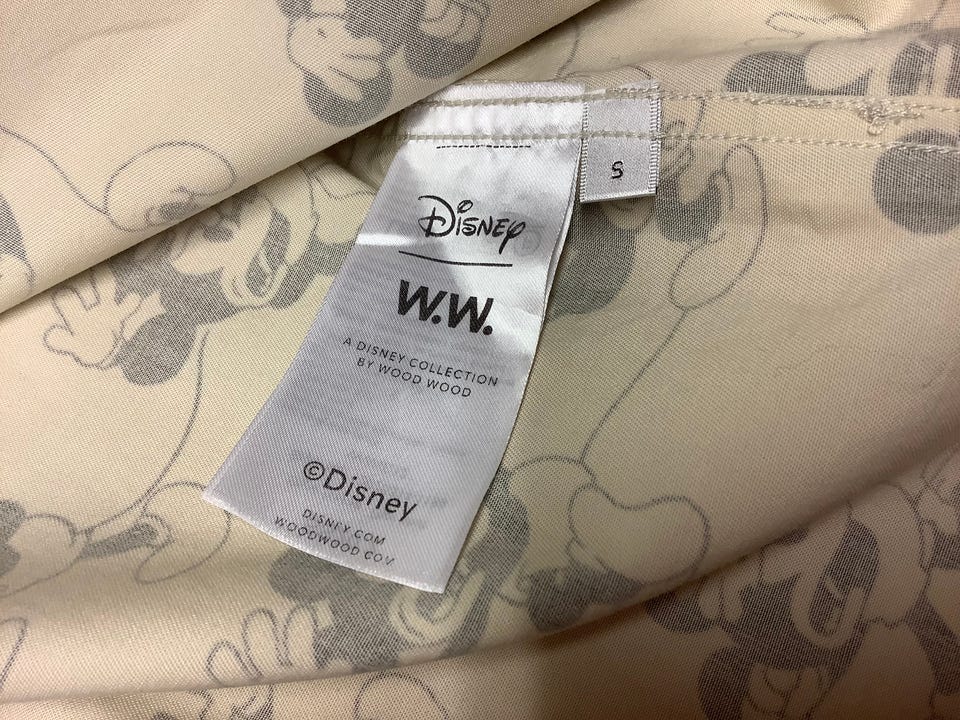 S
Disney
W.W.
A DISNEY COLLECTION
BY WOOD WOOD
©Disney
DISNEY.COM
WOODWOOD.COM